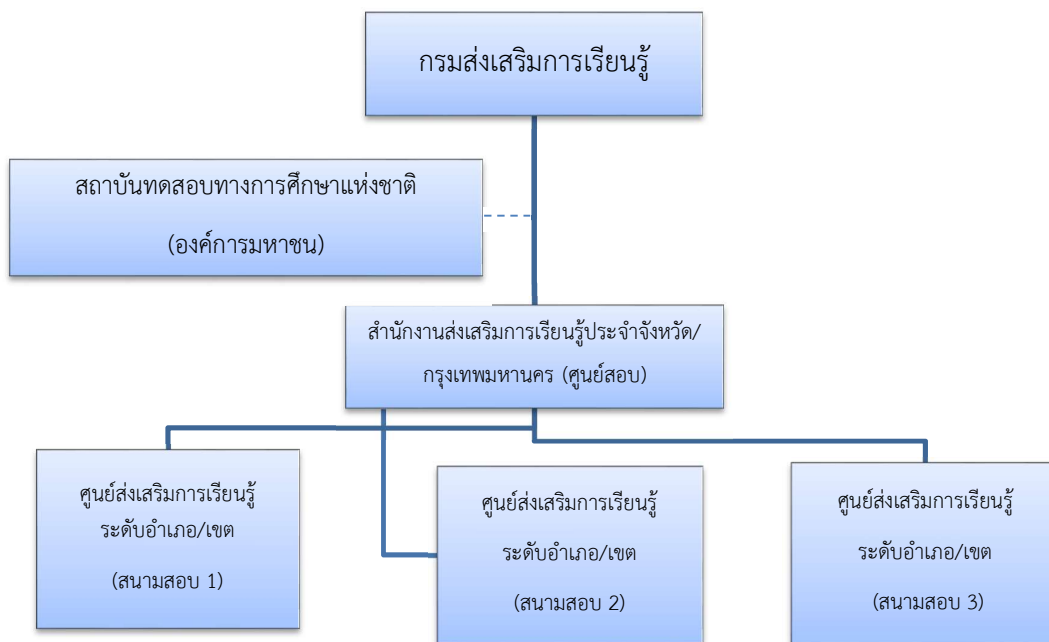 กรมส่งเสริมการเรียนรู้
สถาบันทดสอบทางการศึกษาแห่งชาติ
(องค์การมหาชน)
สำนักงานส่งเสริมการเรียนรู้ประจำจังหวัด/
กรุงเทพมหานคร (ศูนย์สอบ)
ศูนย์ส่งเสริมการเรียนรู้
ระดับอำเภอ/เขต
(สนามสอบ 1)
ศูนย์ส่งเสริมการเรียนรู้
ระดับอำเภอ/เขต
(สนามสอบ 2)
ศูนย์ส่งเสริมการเรียนรู้
ระดับอำเภอ/เขต
(สนามสอบ 3)